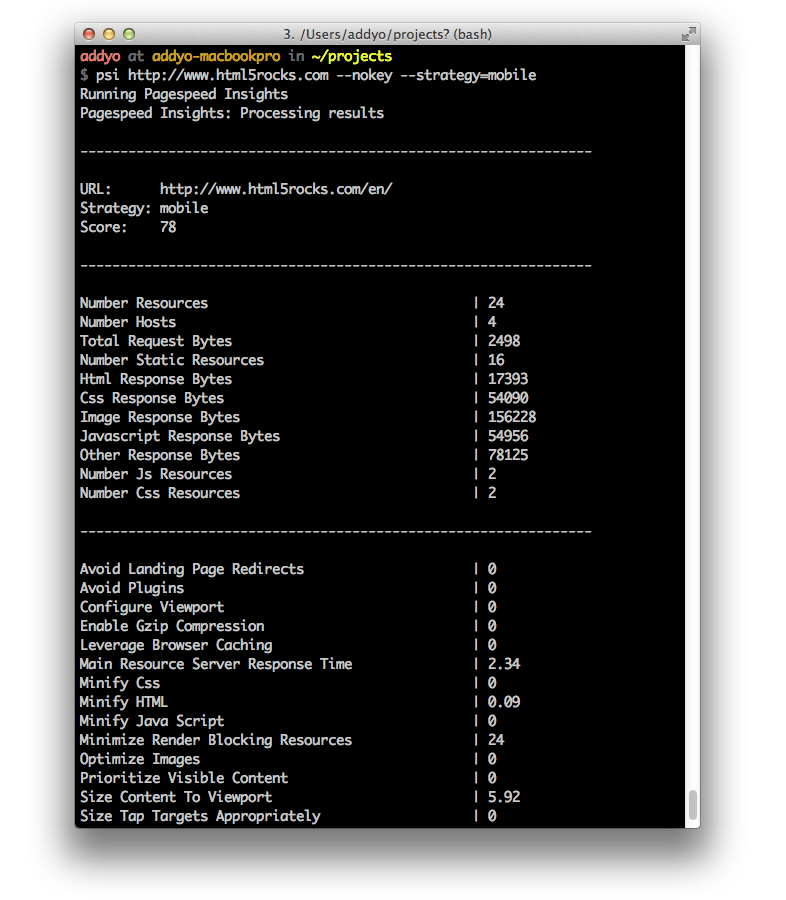 3. /Users/addyo/projects? (bash)
addyo at addyo-macbookpro in ~/projects
$ psi http://www.html5rocks.com --nokey --strategy=mobile
Running Pagespeed Insights
Pagespeed Insights: Processing results
----------------------------------------------------------------
URL:      http://www.html5rocks.com/en/
Strategy: mobile
Score:    78
----------------------------------------------------------------
Number Resources                                 | 24
Number Hosts                                     | 4
Total Request Bytes                              | 2498
Number Static Resources                          | 16
Html Response Bytes                              | 17393
Css Response Bytes                               | 54090
Image Response Bytes                             | 156228
Javascript Response Bytes                        | 54956
Other Response Bytes                             | 78125
Number Js Resources                              | 2
Number Css Resources                             | 2
----------------------------------------------------------------
Avoid Landing Page Redirects                     | 0
Avoid Plugins                                    | 0
Configure Viewport                               | 0
Enable Gzip Compression                          | 0
Leverage Browser Caching                         | 0
Main Resource Server Response Time               | 2.34
Minify Css                                       | 0
Minify HTML                                      | 0.09
Minify Java Script                               | 0
Minimize Render Blocking Resources               | 24
Optimize Images                                  | 0
Prioritize Visible Content                       | 0
Size Content To Viewport                         | 5.92
Size Tap Targets Appropriately                   | 0